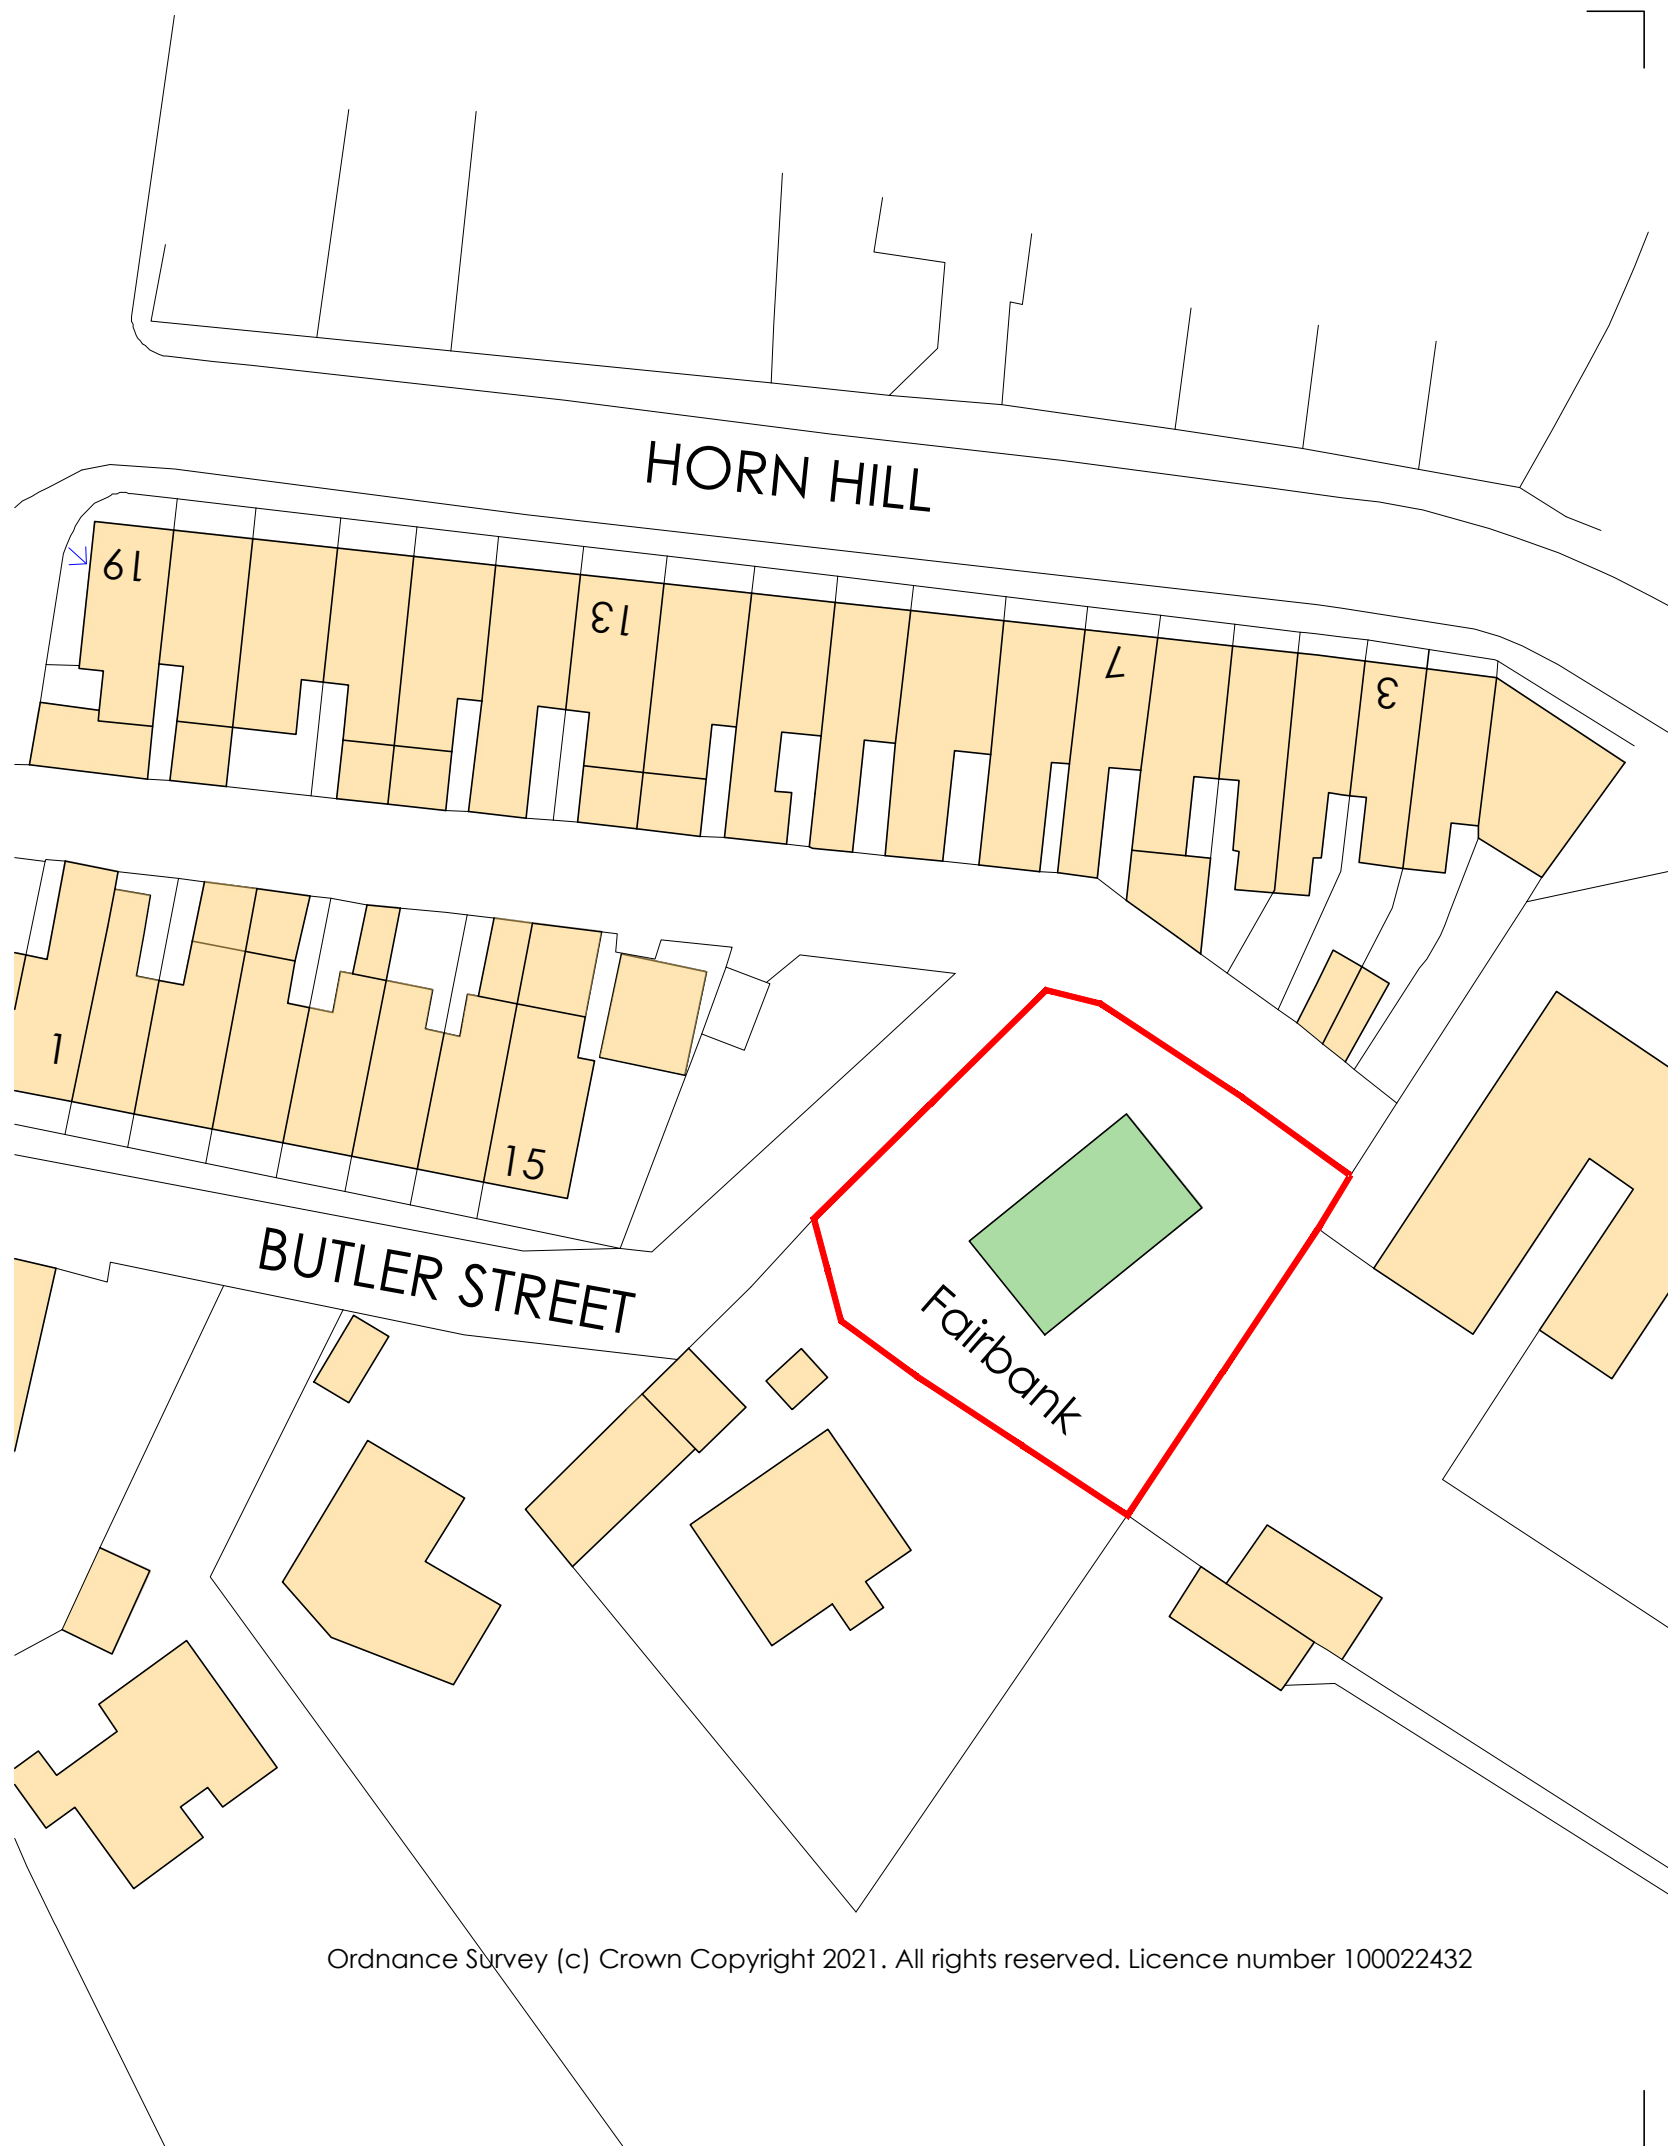 HORN HILL
19
13
7
3
1
15
BUTLER STREET
Fairbank
Ordnance Survey (c) Crown Copyright 2021. All rights reserved. Licence number 100022432